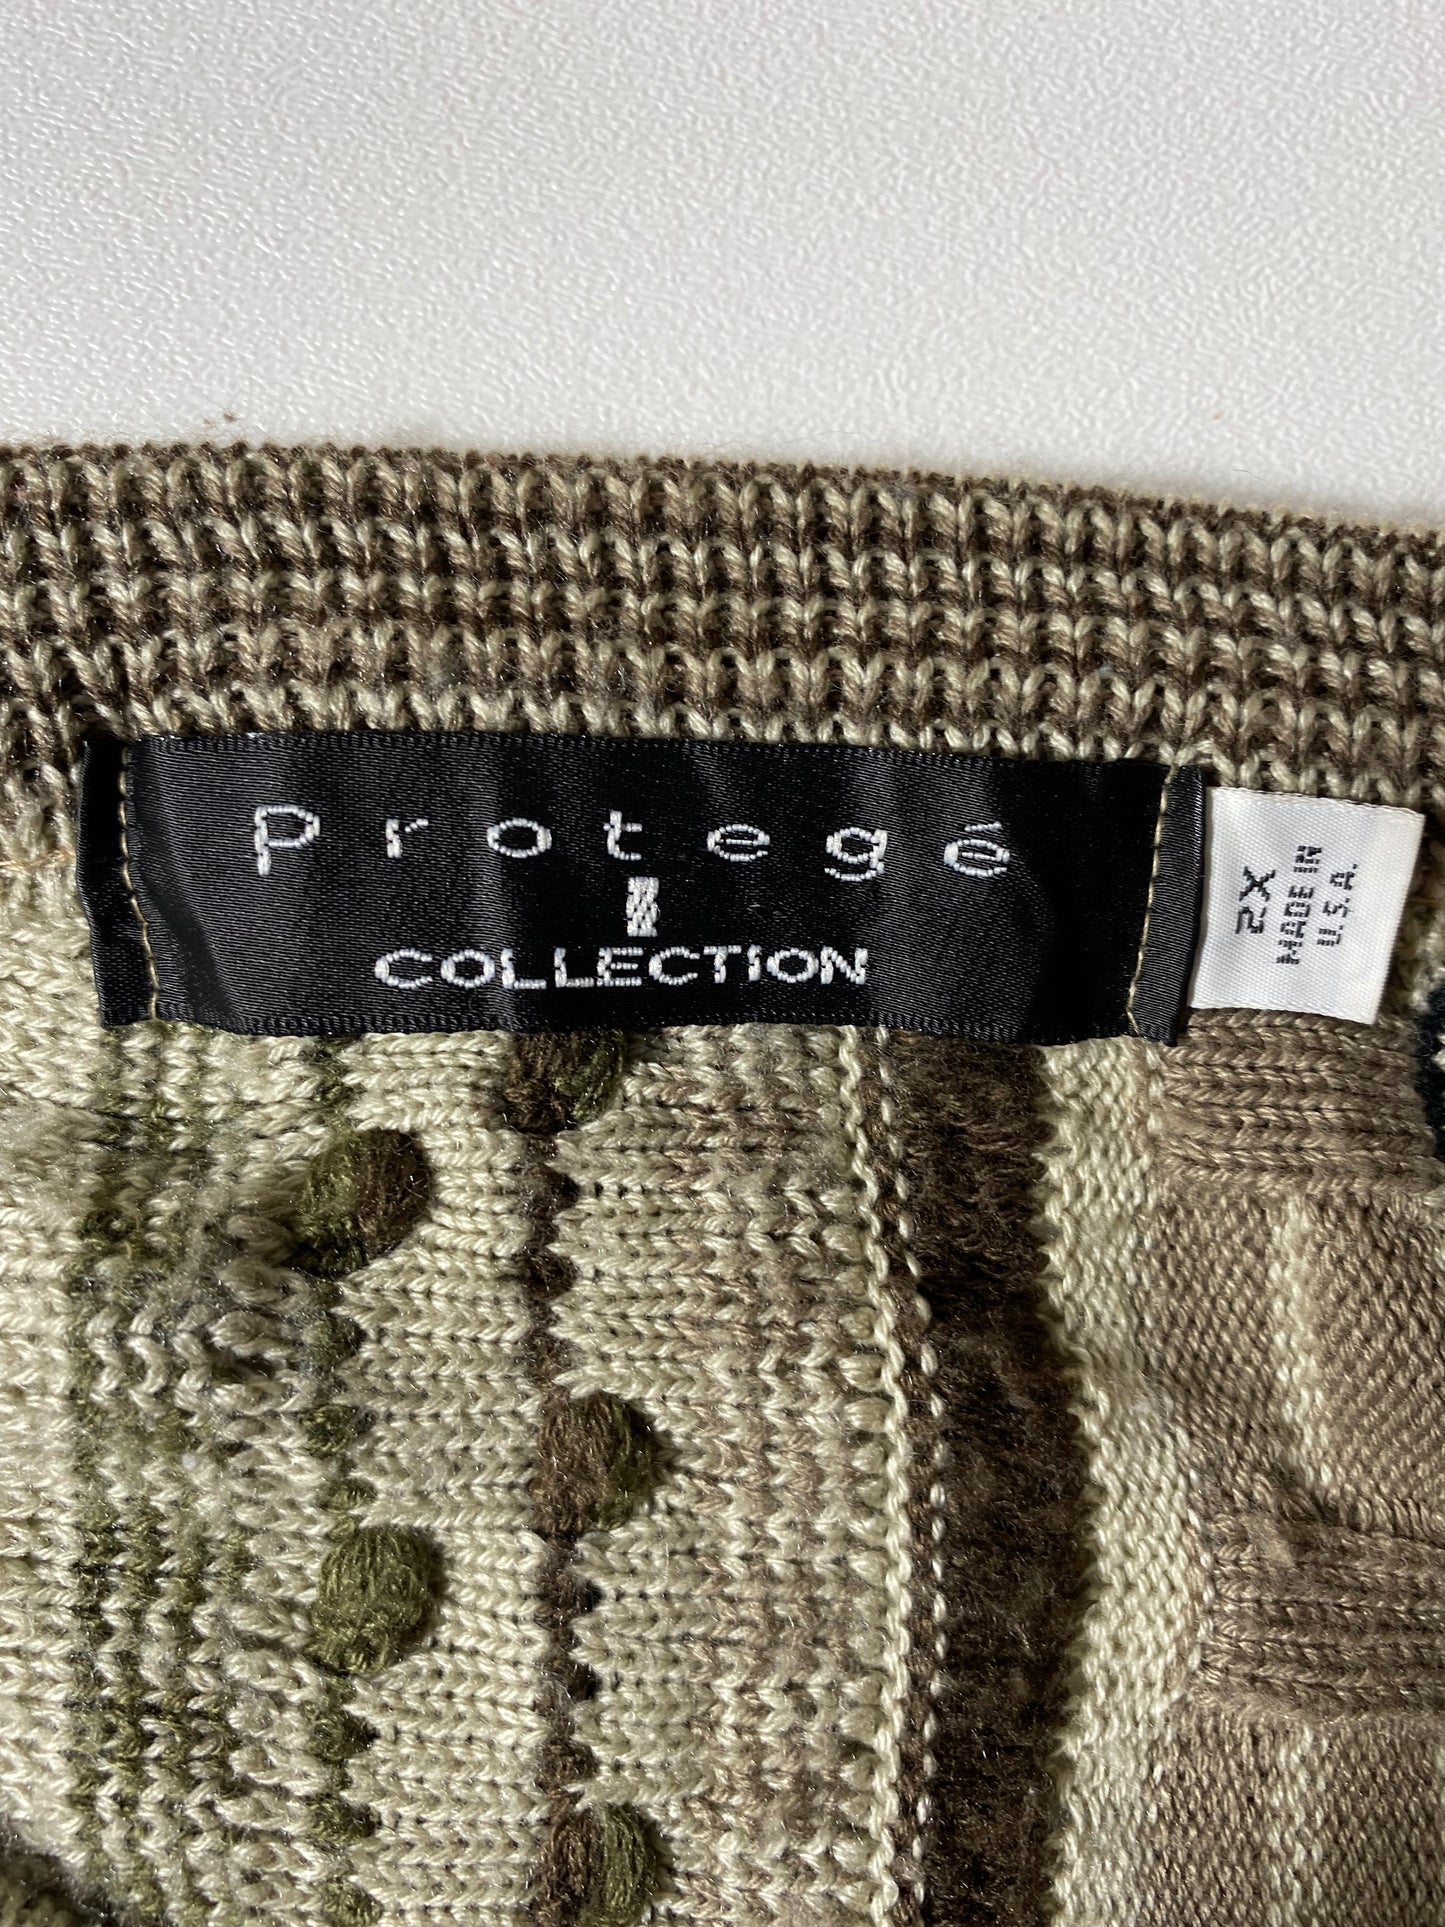 Protegé
COLLECTION
2X
MADE IN
U.S.A.